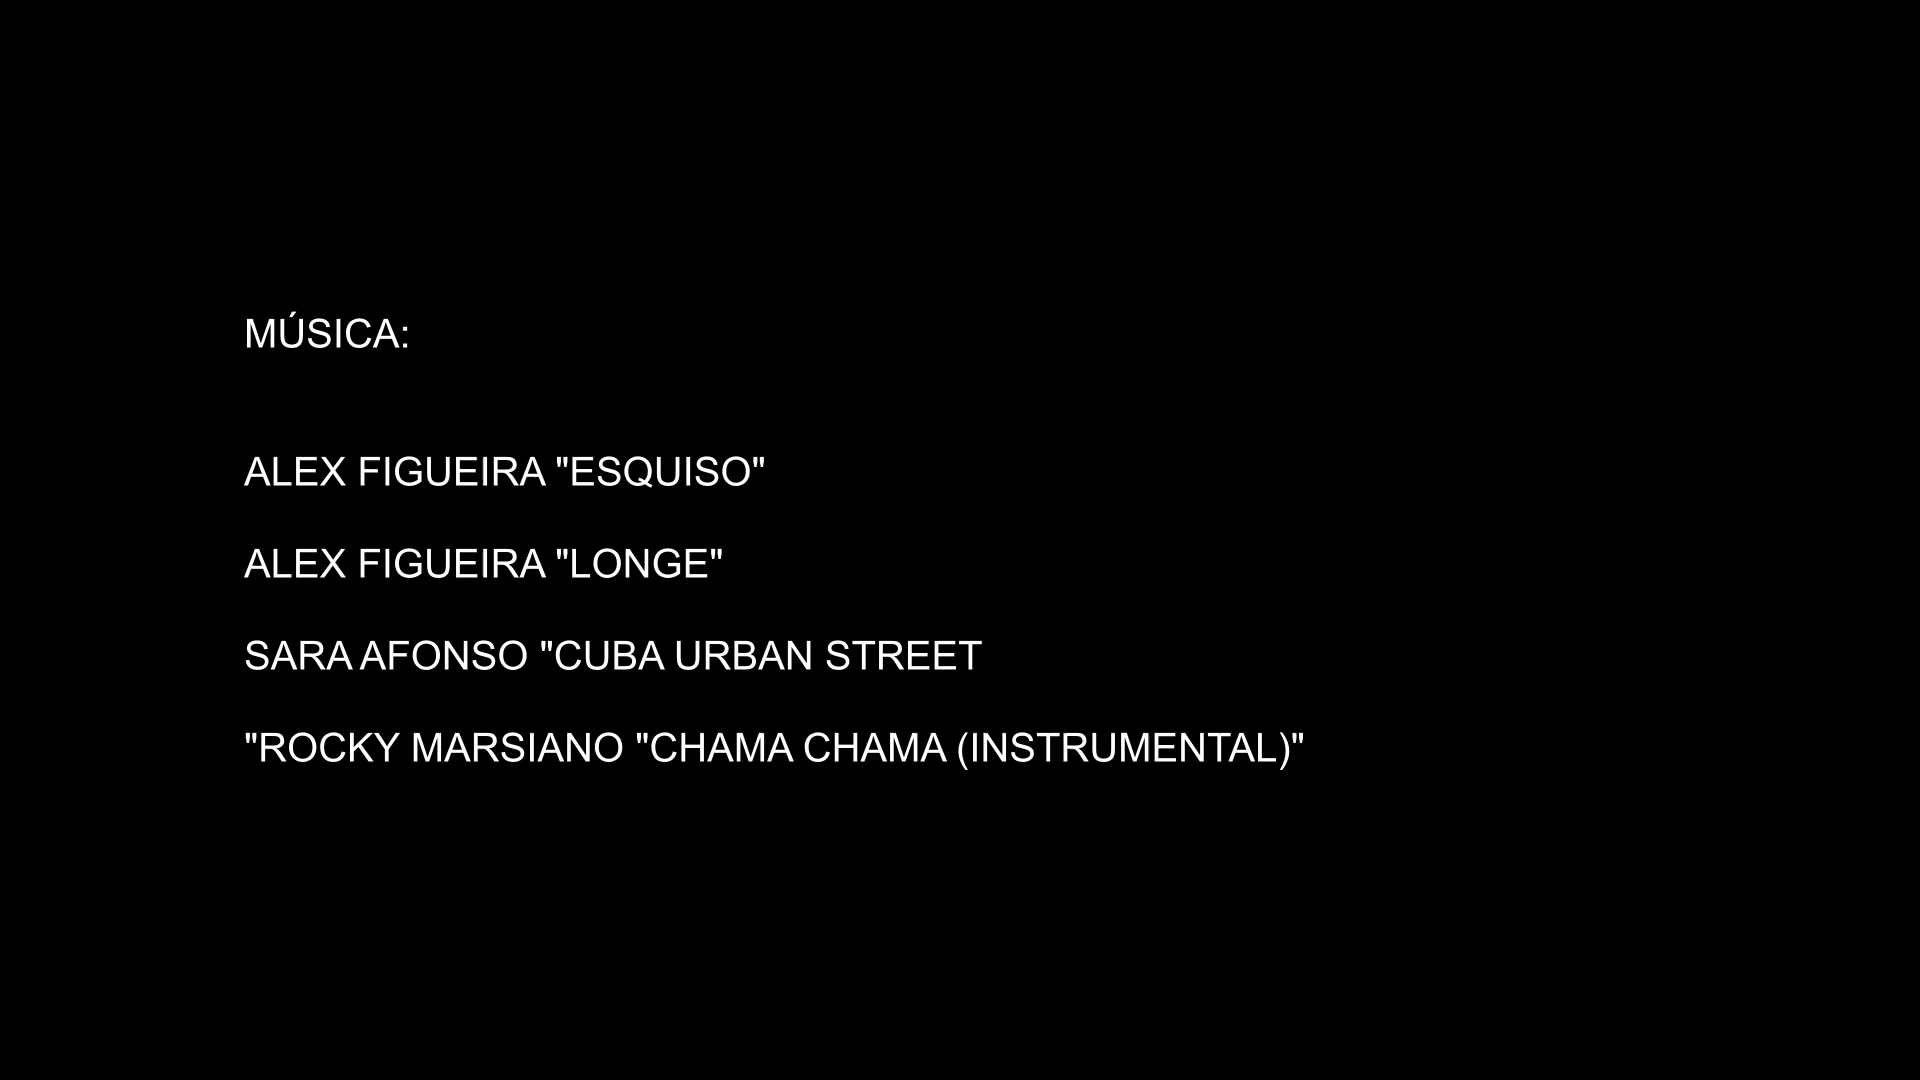 MÚSICA:
ALEX FIGUEIRA "ESQUISO"
ALEX FIGUEIRA "LONGE"
SARA AFONSO "CUBA URBAN STREET
"ROCKY MARSIANO "CHAMA CHAMA (INSTRUMENTAL)"